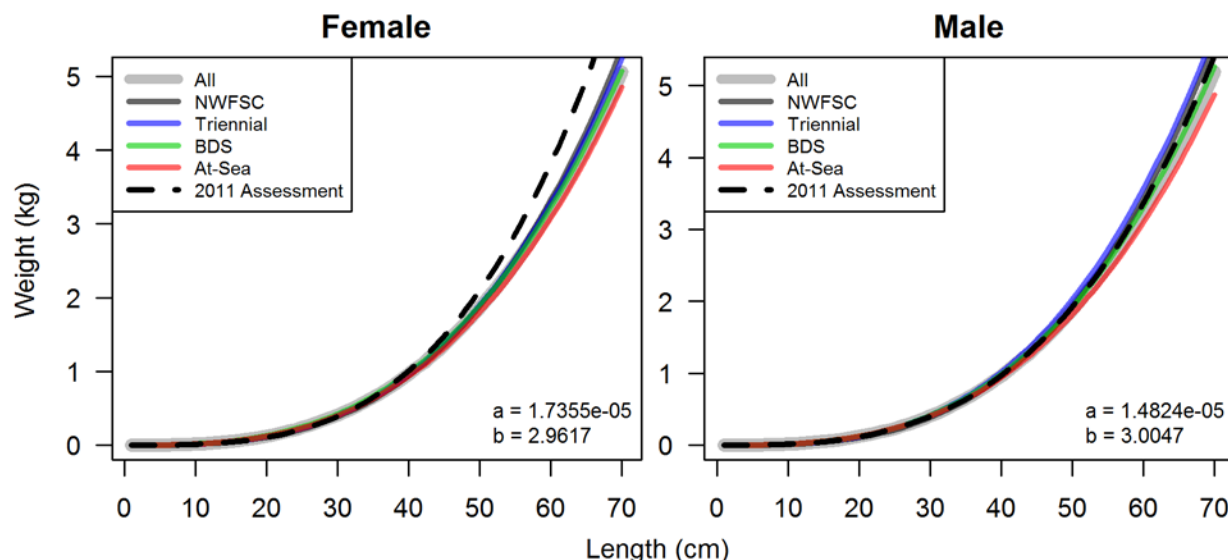 Female
Male
Weight (kg)
5
4
3
2
1
0
All
NWFSC
Triennial
BDS
At-Sea
2011 Assessment
a = 1.7355e-05
b = 2.9617
0 10 20 30 40 50 60 70
5
4
3
2
1
0
All
NWFSC
Triennial
BDS
At-Sea
2011 Assessment
a = 1.4824e-05
b = 3.0047
0 10 20 30 40 50 60 70
Length (cm)